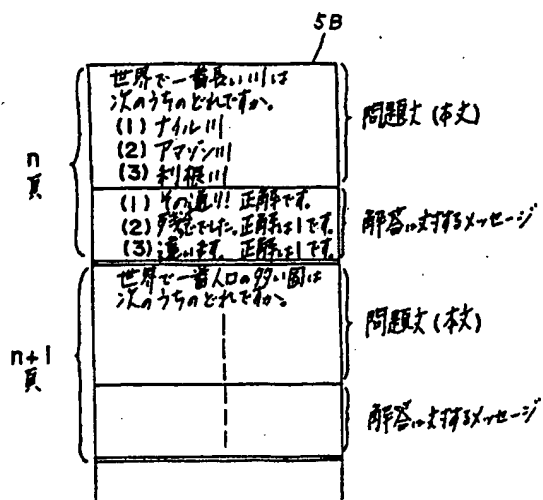 5B
世界で一番長い川は
次のうちのどれですか。
(1) ナイル川
(2) アマゾン川
(3) 利根川
問題文(本文)
n
頁
(1) その通り! 正解です。
(2) 残念でした。正解は1です。
(3) 違います。 正解は1です。
解答に対するメッセージ
世界で一番人口の多い国は
次のうちのどれですか。
問題文(本文)
n+1
頁
解答に対するメッセージ